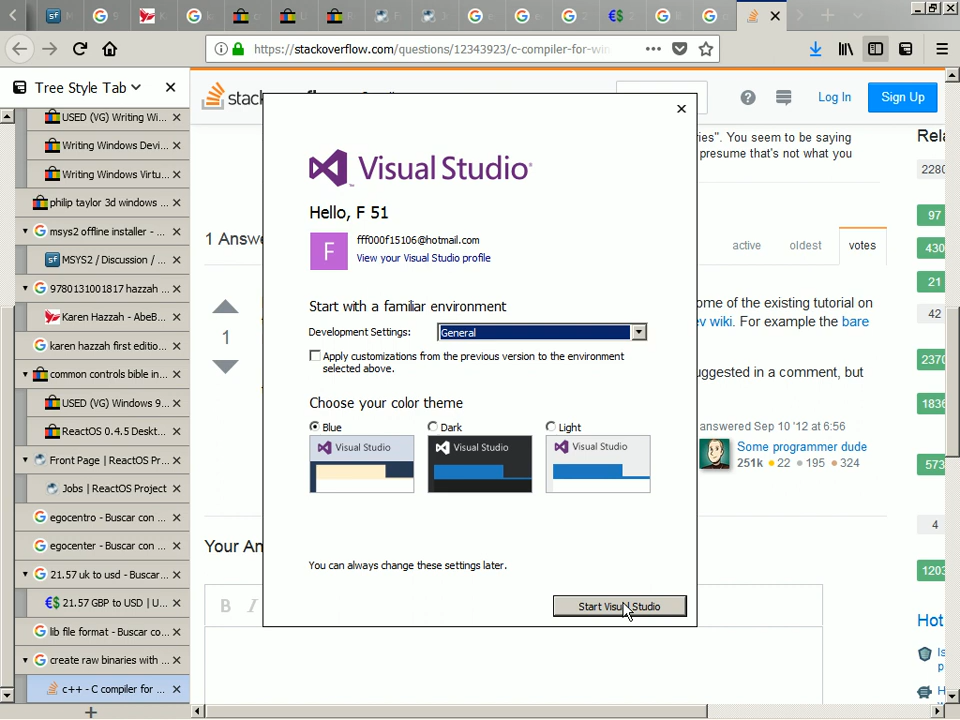 https://stackoverflow.com/questions/12343923/c-compiler-for-win
Tree Style Tab
USED (VG) Writing Wi...
Writing Windows Devi...
Writing Windows Virtu...
philip taylor 3d windows ...
msys2 offline installer - ...
MSYS2 / Discussion / ...
9780131001817 hazzah ...
Karen Hazzah - AbeB...
karen hazzah first editio...
common controls bible in...
USED (VG) Windows 9...
ReactOS 0.4.5 Deskt...
Front Page | ReactOS Pr...
Jobs | ReactOS Project
egocentro - Buscar con ...
egocenter - Buscar con ...
21.57 uk to usd - Buscar...
21.57 GBP to USD | U...
lib file format - Buscar co...
create raw binaries with ...
c++ - C compiler for ...
stack
Log In
Sign Up
ies". You seem to be saying
presume that's not what you
1 Answe
active
oldest
votes
1
ome of the existing tutorial on
ev wiki. For example the bare
uggested in a comment, but
answered Sep 10 '12 at 6:56
Some programmer dude
251k 22 195 324
Your An
B I
Visual Studio
Hello, F 51
F
fff000f15106@hotmail.com
View your Visual Studio profile
Start with a familiar environment
Development Settings:
General
Apply customizations from the previous version to the environment
selected above.
Choose your color theme
Blue
Dark
Light
Visual Studio
Visual Studio
Visual Studio
You can always change these settings later.
Start Visual Studio
Rela
2280
97
430
21
42
2370
1836
573
4
1203
Hot
Is
p
H